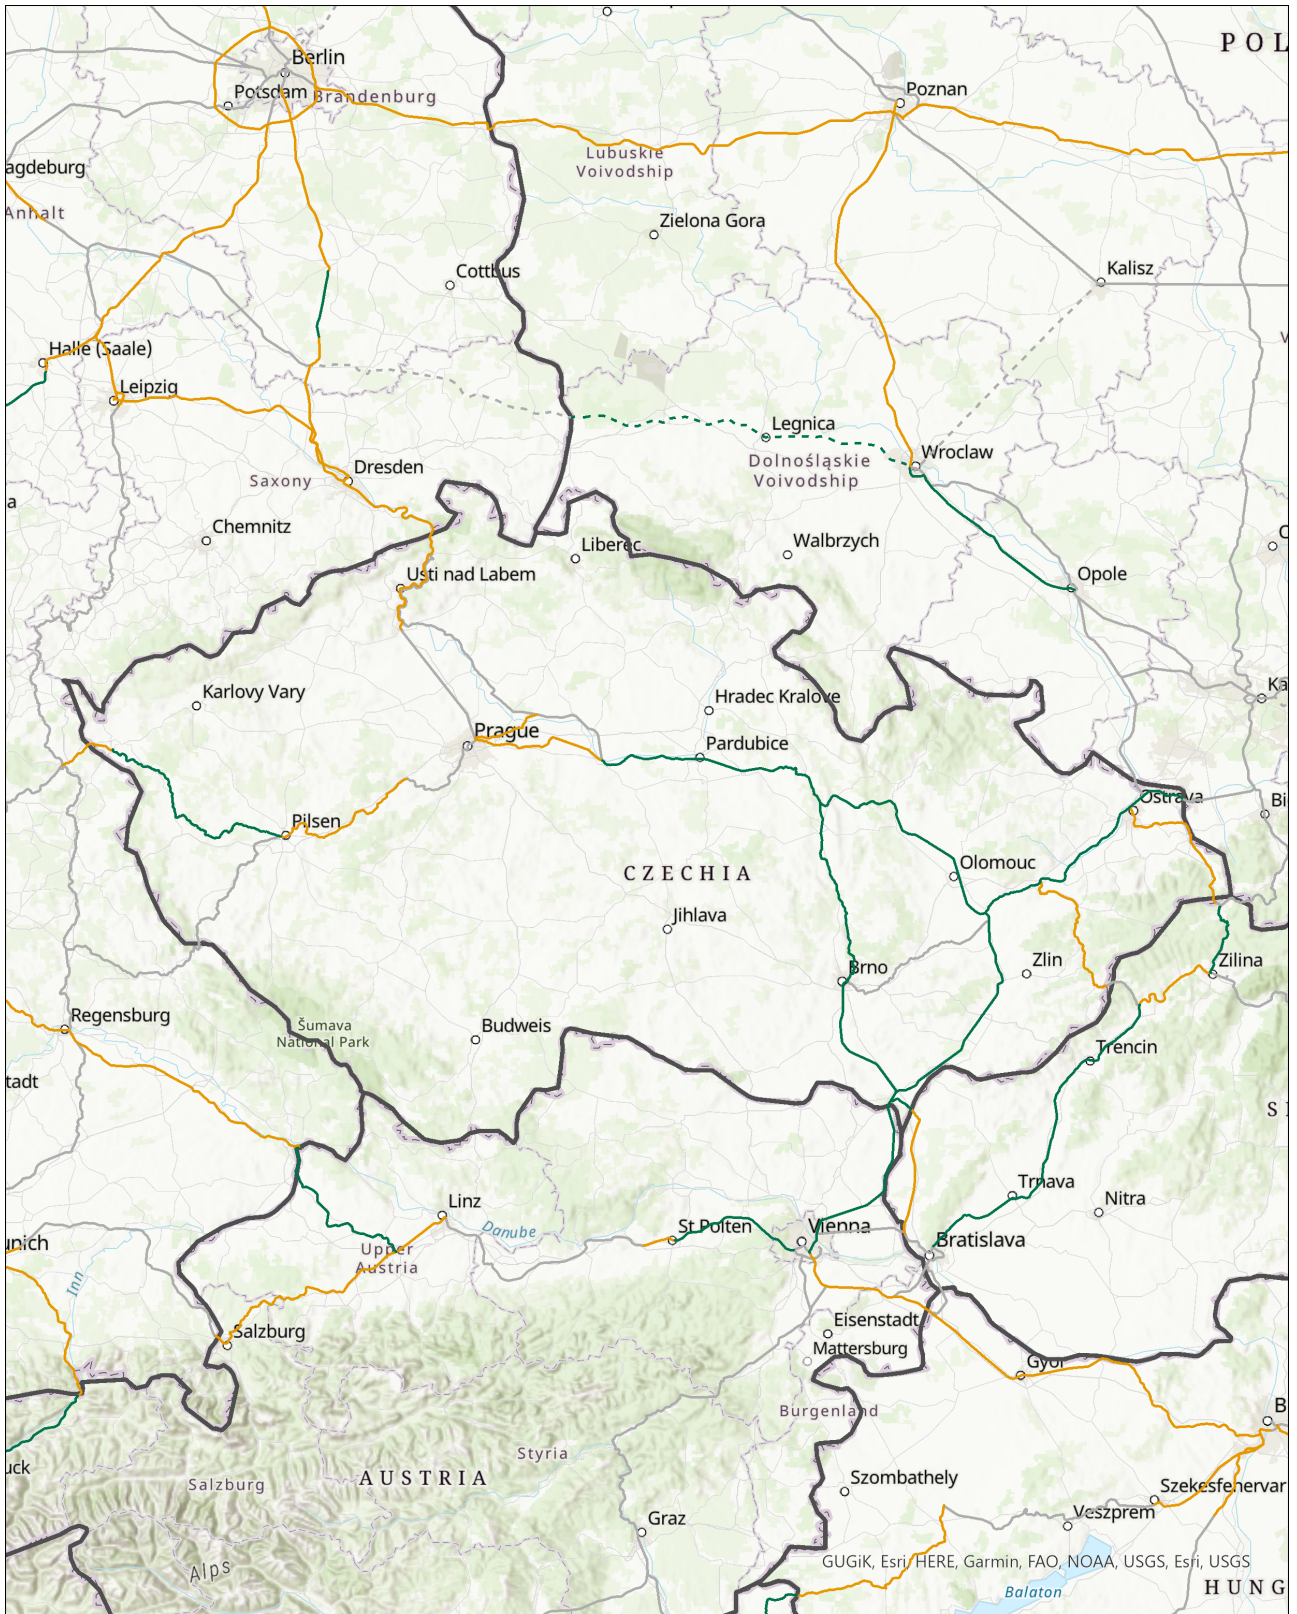 POL
Berlin
Potsdam
Brandenburg
Poznan
Lubuskie
Voivodship
agdeburg
Anhalt
Zielona Gora
Cottbus
Kalisz
V
Halle (Saale)
Leipzig
Legnica
Wroclaw
Dresden
Dolnośląskie
Voivodship
Saxony
a
Chemnitz
Liberec
Walbrzych
C
Usti nad Labem
Opole
Karlovy Vary
Hradec Kralove
Ka
Prague
Pardubice
Ostrava
Bi
Pilsen
CZECHIA
Olomouc
Jihlava
Brno
Zlin
Zilina
Regensburg
Šumava
National Park
Budweis
Trencin
tadt
S
Linz
Trnava
Nitra
Danube
St Polten
Vienna
Bratislava
unich
Upper
Austria
Inn
Salzburg
Eisenstadt
Mattersburg
Gyor
Burgenland
B
Styria
uck
Salzburg
AUSTRIA
Szombathely
Szekesfehervar
Veszprem
Graz
Alps
GUGiK, Esri, HERE, Garmin, FAO, NOAA, USGS, Esri, USGS
Balaton
HUNG